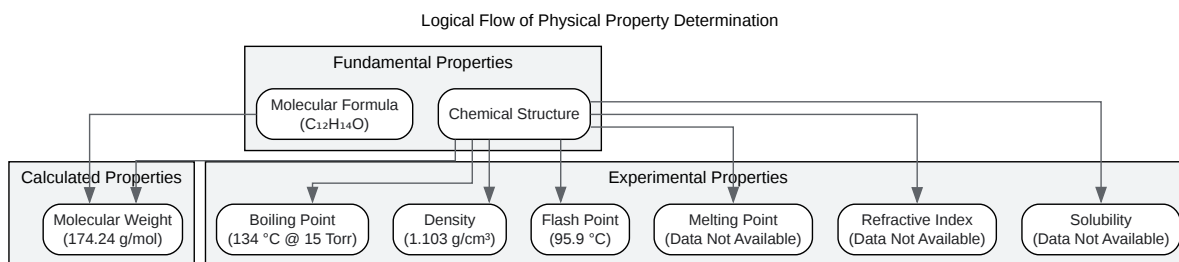 Logical Flow of Physical Property Determination
Fundamental Properties
Molecular Formula
(C₁₂H₁₄O)
Chemical Structure
Calculated Properties
Experimental Properties
Molecular Weight
(174.24 g/mol)
Boiling Point
(134 °C @ 15 Torr)
Density
(1.103 g/cm³)
Flash Point
(95.9 °C)
Melting Point
(Data Not Available)
Refractive Index
(Data Not Available)
Solubility
(Data Not Available)